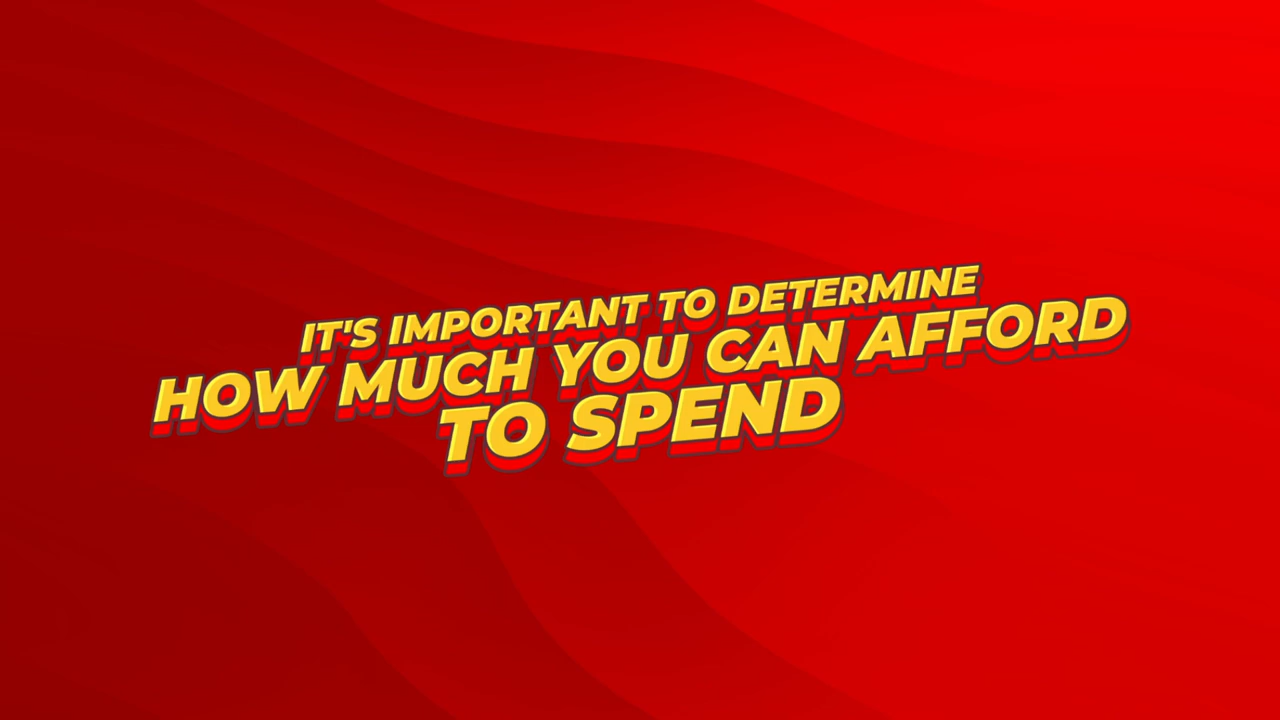 IT'S IMPORTANT TO DETERMINE
HOW MUCH YOU CAN AFFORD
TO SPEND